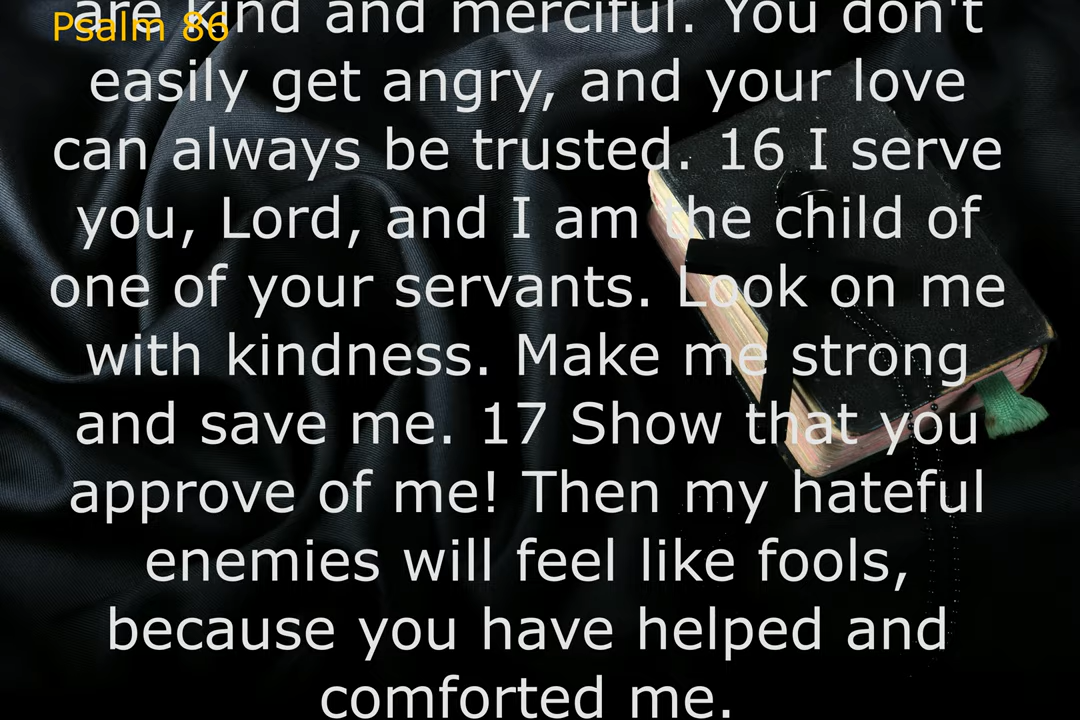 Psalm 86
are kind and merciful. You don't
easily get angry, and your love
can always be trusted. 16 I serve
you, Lord, and I am the child of
one of your servants. Look on me
with kindness. Make me strong
and save me. 17 Show that you
approve of me! Then my hateful
enemies will feel like fools,
because you have helped and
comforted me.